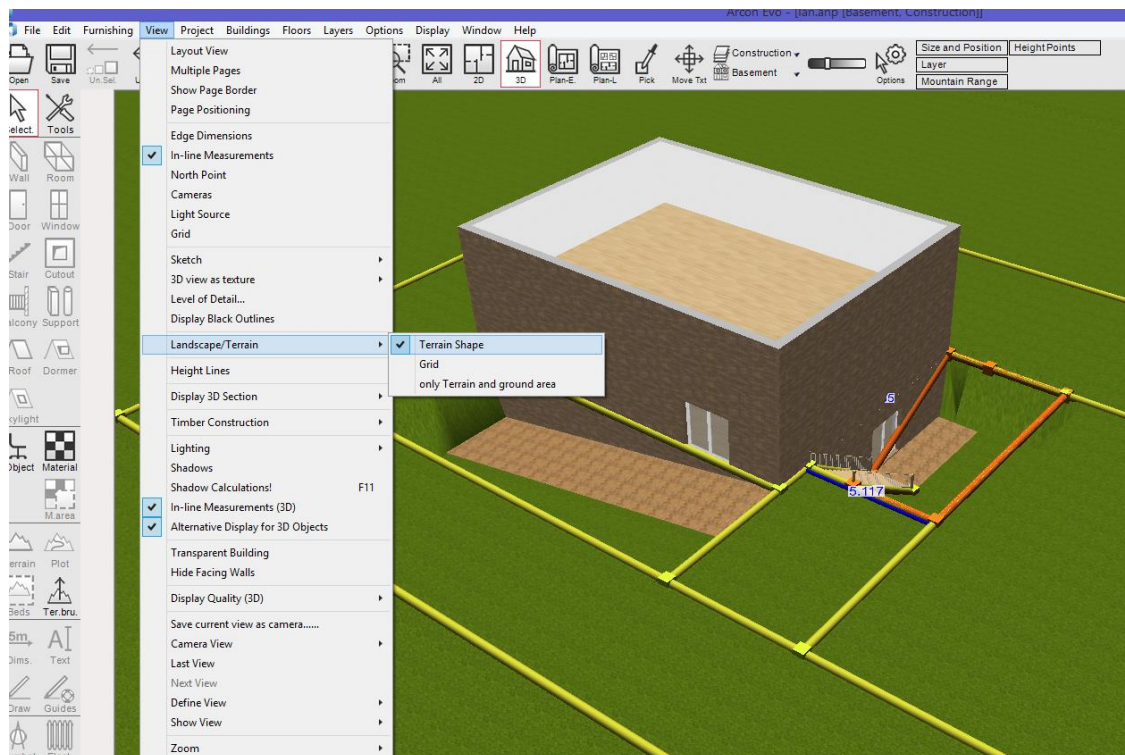 Arcon Evo - [ian.anp [Basement, Construction]]
File Edit Furnishing View Project Buildings Floors Layers Options Display Window Help
Open Save Un.Sel. All 2D 3D Plan-E. Plan-L Pick Move Txt Construction Basement Options
Size and Position Height Points
Layer
Mountain Range
Select. Tools
Wall Room
Door Window
Stair Cutout
Balcony Support
Roof Dormer
Skylight
Object Material
M.area
Terrain Plot
Beds Ter.bru.
5m
Dims. Text
Draw Guides
Layout View
Multiple Pages
Show Page Border
Page Positioning
Edge Dimensions
In-line Measurements
North Point
Cameras
Light Source
Grid
Sketch
3D view as texture
Level of Detail...
Display Black Outlines
Landscape/Terrain
Height Lines
Display 3D Section
Timber Construction
Lighting
Shadows
Shadow Calculations! F11
In-line Measurements (3D)
Alternative Display for 3D Objects
Transparent Building
Hide Facing Walls
Display Quality (3D)
Save current view as camera......
Camera View
Last View
Next View
Define View
Show View
Zoom
Terrain Shape
Grid
only Terrain and ground area
5
5.117